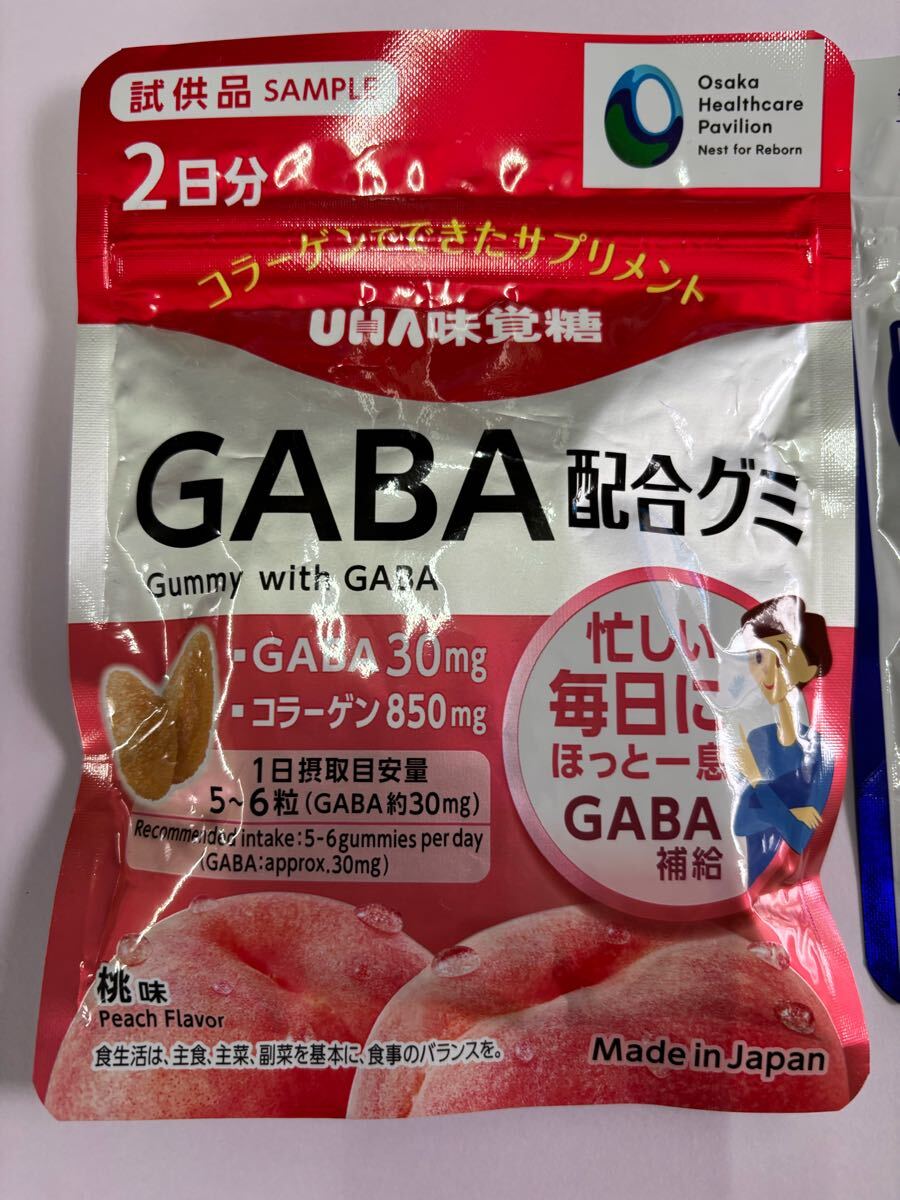 試供品 SAMPLE
Osaka
Healthcare
Pavilion
Nest for Reborn
2日分
コラーゲンでできたサプリメント
UHA味覚糖
GABA配合グミ
Gummy with GABA
・GABA 30mg
・コラーゲン 850mg
1日摂取目安量
5~6粒(GABA約30mg)
Recommended intake:5-6gummies per day
(GABA:approx.30mg)
忙しい
毎日に
ほっと一息
GABA
補給
桃味
Peach Flavor
食生活は、主食、主菜、副菜を基本に、食事のバランスを。
Made in Japan